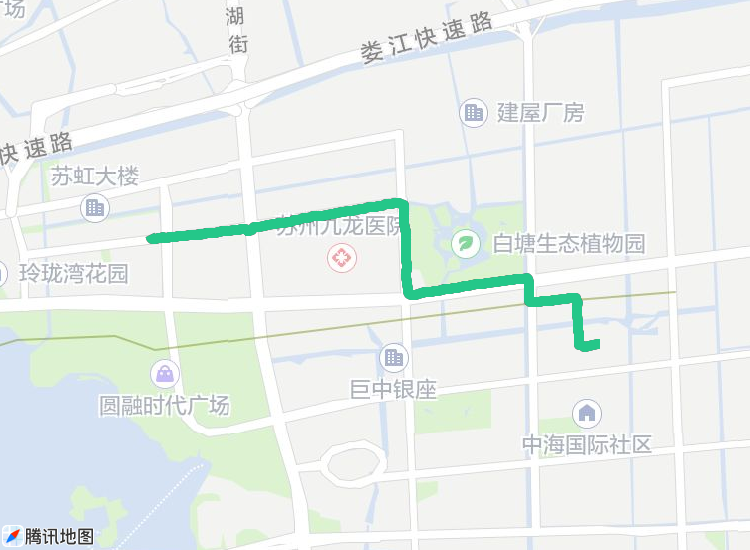 广场
湖
街
娄江快速路
建屋厂房
快速路
苏虹大楼
苏州九龙医院
白塘生态植物园
玲珑湾花园
巨中银座
圆融时代广场
中海国际社区
腾讯地图